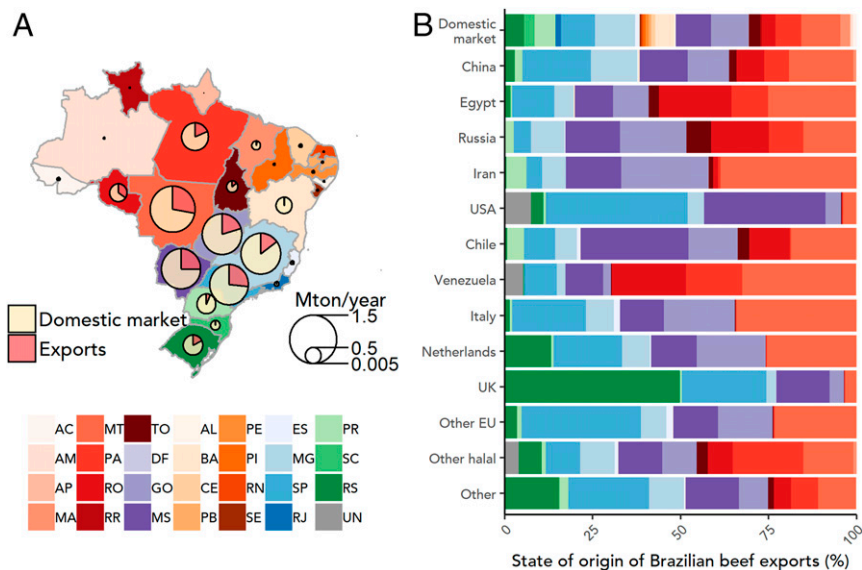 A
Domestic market
Exports
Mton/year
1.5
0.5
0.005
AC MT TO AL PE ES PR
AM PA DF BA PI MG SC
AP RO GO CE RN SP RS
MA RR MS PB SE RJ UN
B
Domestic
market
China
Egypt
Russia
Iran
USA
Chile
Venezuela
Italy
Netherlands
UK
Other EU
Other halal
Other
0 25 50 75 100
State of origin of Brazilian beef exports (%)